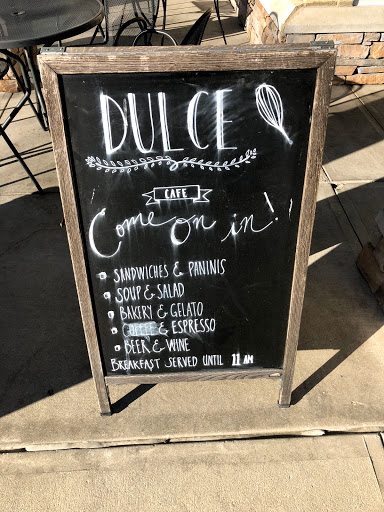 DULCE
CAFE
Come on in!
SANDWICHES & PANINIS
SOUP & SALAD
BAKERY & GELATO
COFFEE & ESPRESSO
BEER & WINE
BREAKFAST SERVED UNTIL 11 AM